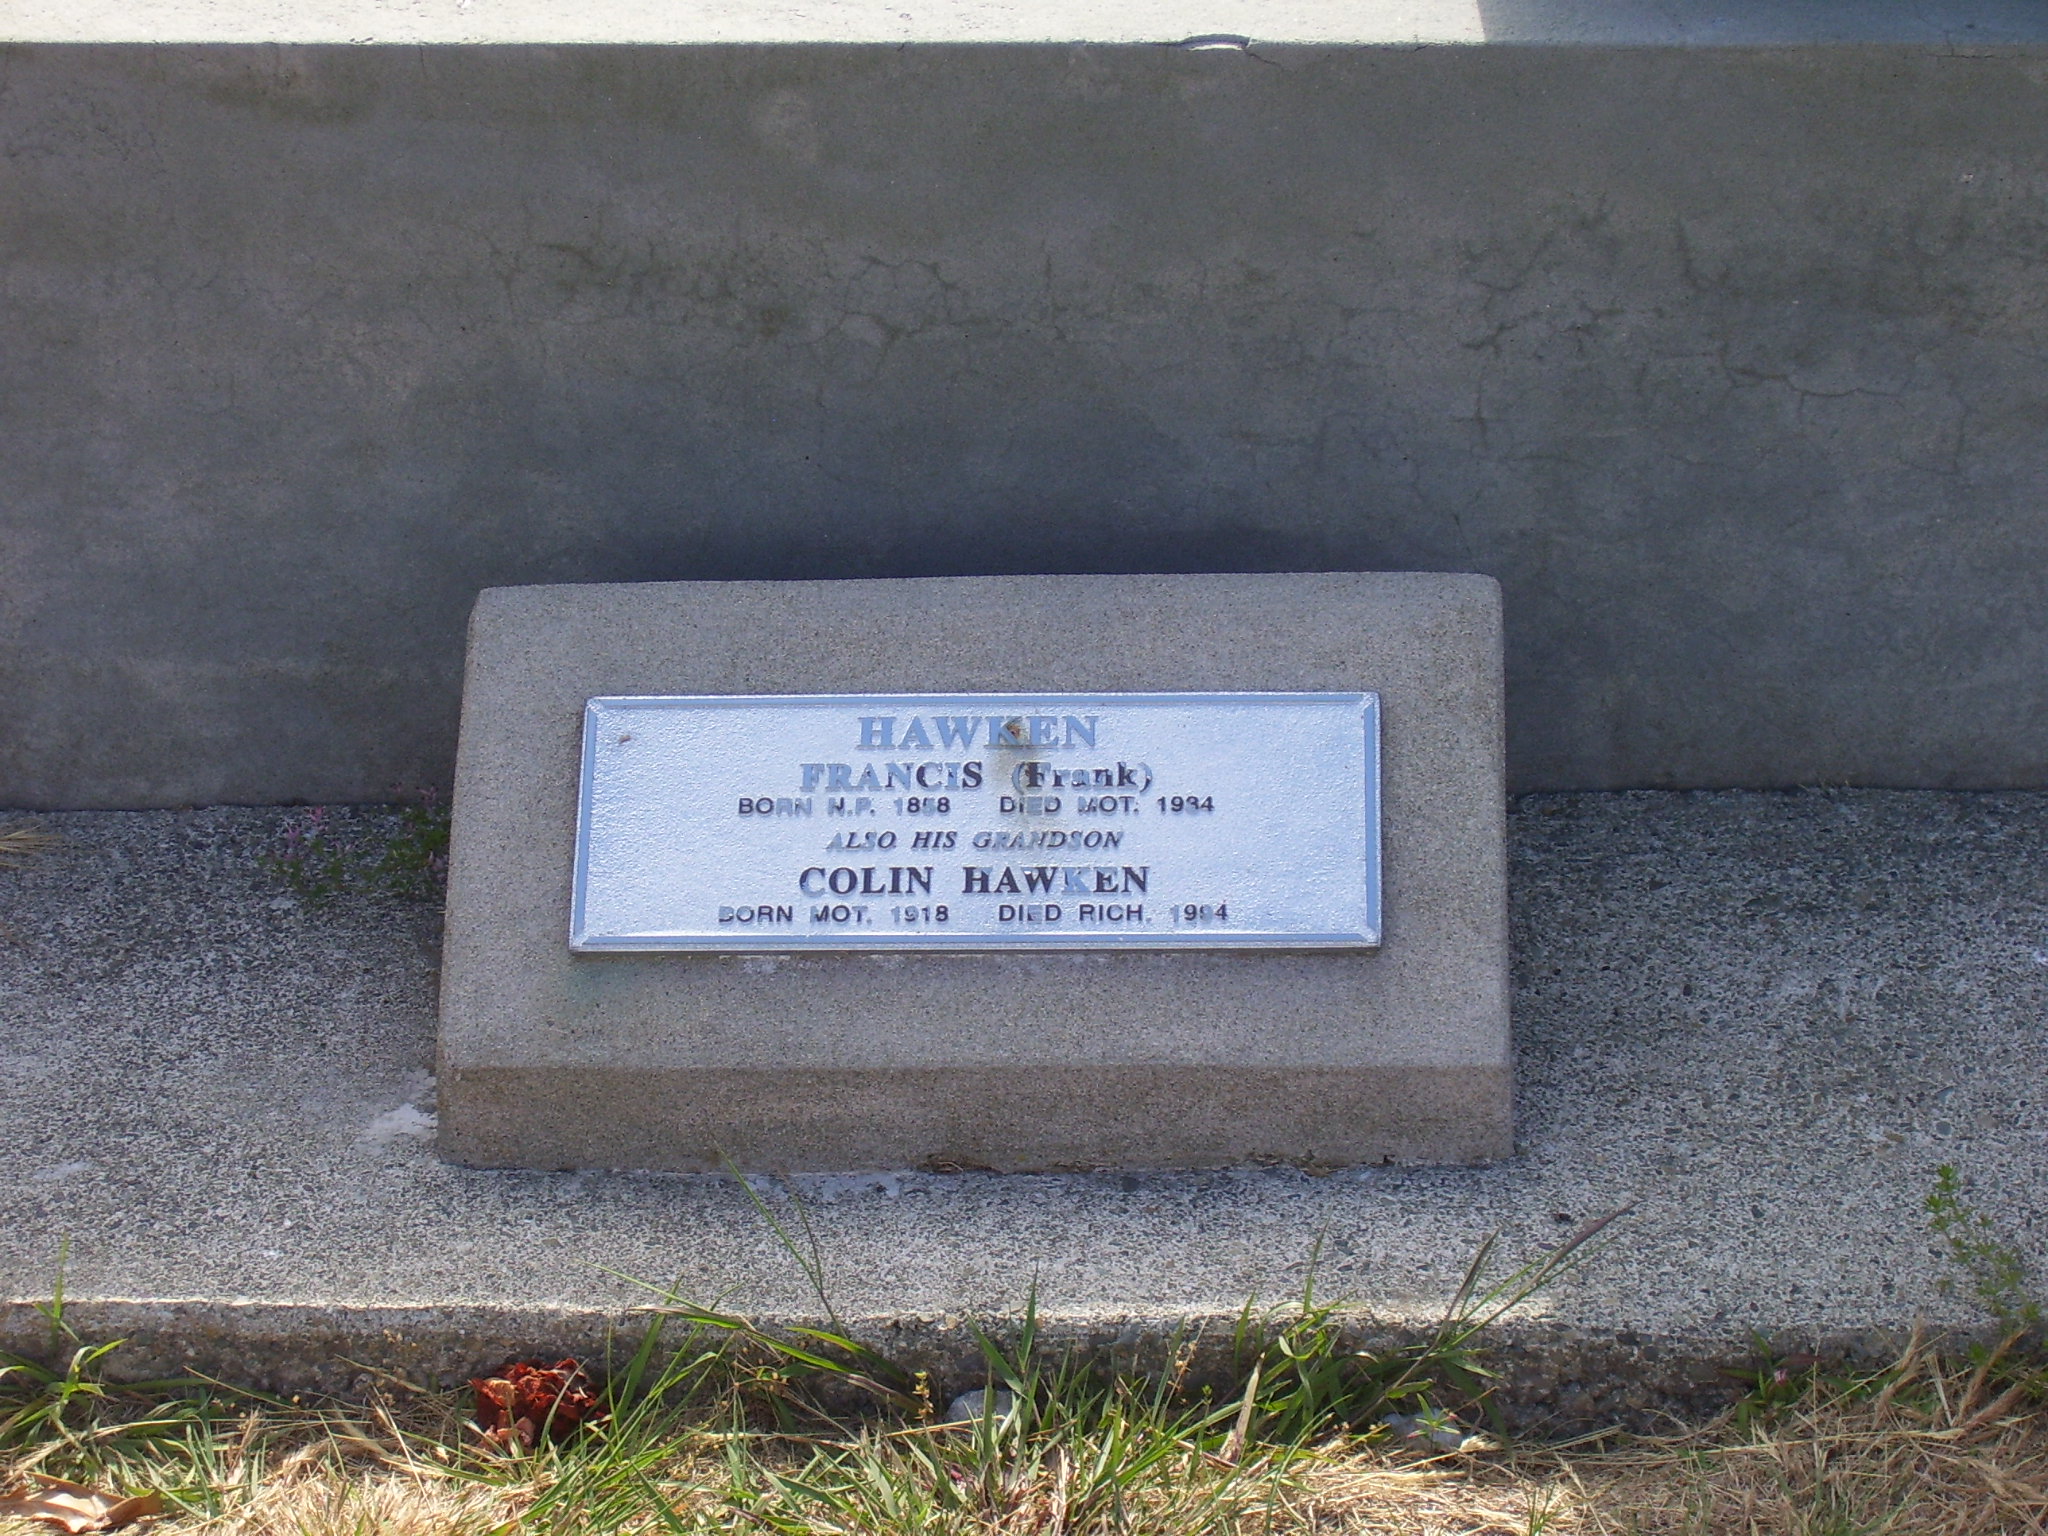 HAWKEN
FRANCIS (Frank)
BORN N.P. 1858 DIED MOT. 1934
ALSO HIS GRANDSON
COLIN HAWKEN
BORN MOT. 1918 DIED RICH. 1994